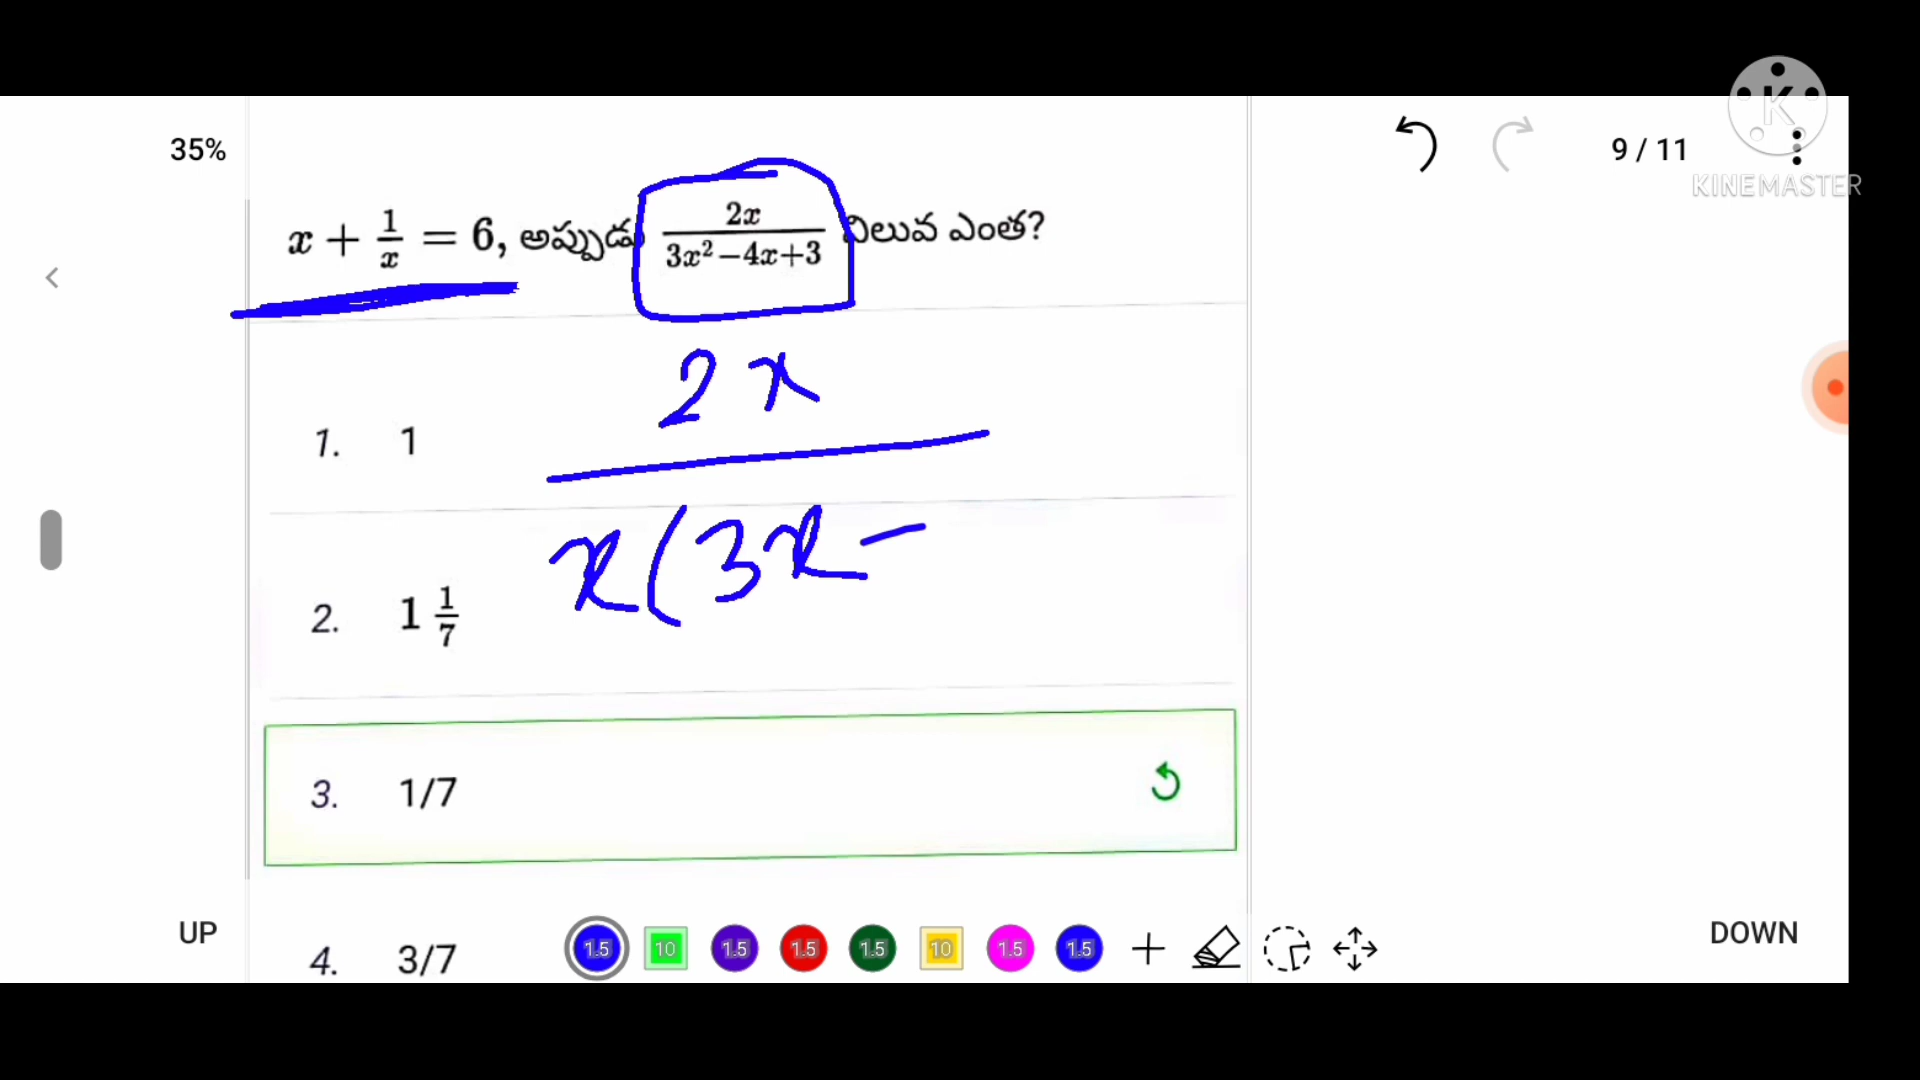 35%
9 / 11
KINEMASTER
x + 1/x = 6, అప్పుడు 2x/(3x² − 4x + 3) విలువ ఎంత?
2x
x(3x −
1. 1
2. 1 1/7
3. 1/7
4. 3/7
UP
1.5 10 1.5 1.5 1.5 10 1.5 1.5
DOWN